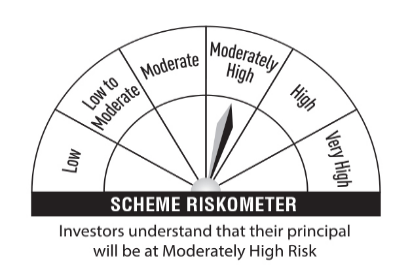 Low
Low to
Moderate
Moderate
Moderately
High
High
Very High
SCHEME RISKOMETER
Investors understand that their principal
will be at Moderately High Risk